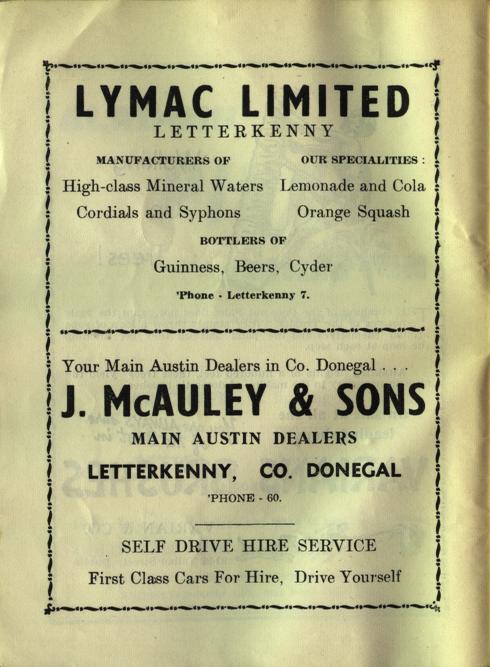 LYMAC LIMITED
LETTERKENNY
MANUFACTURERS OF
High-class Mineral Waters
Cordials and Syphons
OUR SPECIALITIES :
Lemonade and Cola
Orange Squash
BOTTLERS OF
Guinness, Beers, Cyder
'Phone - Letterkenny 7.
Your Main Austin Dealers in Co. Donegal . . .
J. McAULEY & SONS
MAIN AUSTIN DEALERS
LETTERKENNY, CO. DONEGAL
'PHONE - 60.
SELF DRIVE HIRE SERVICE
First Class Cars For Hire, Drive Yourself